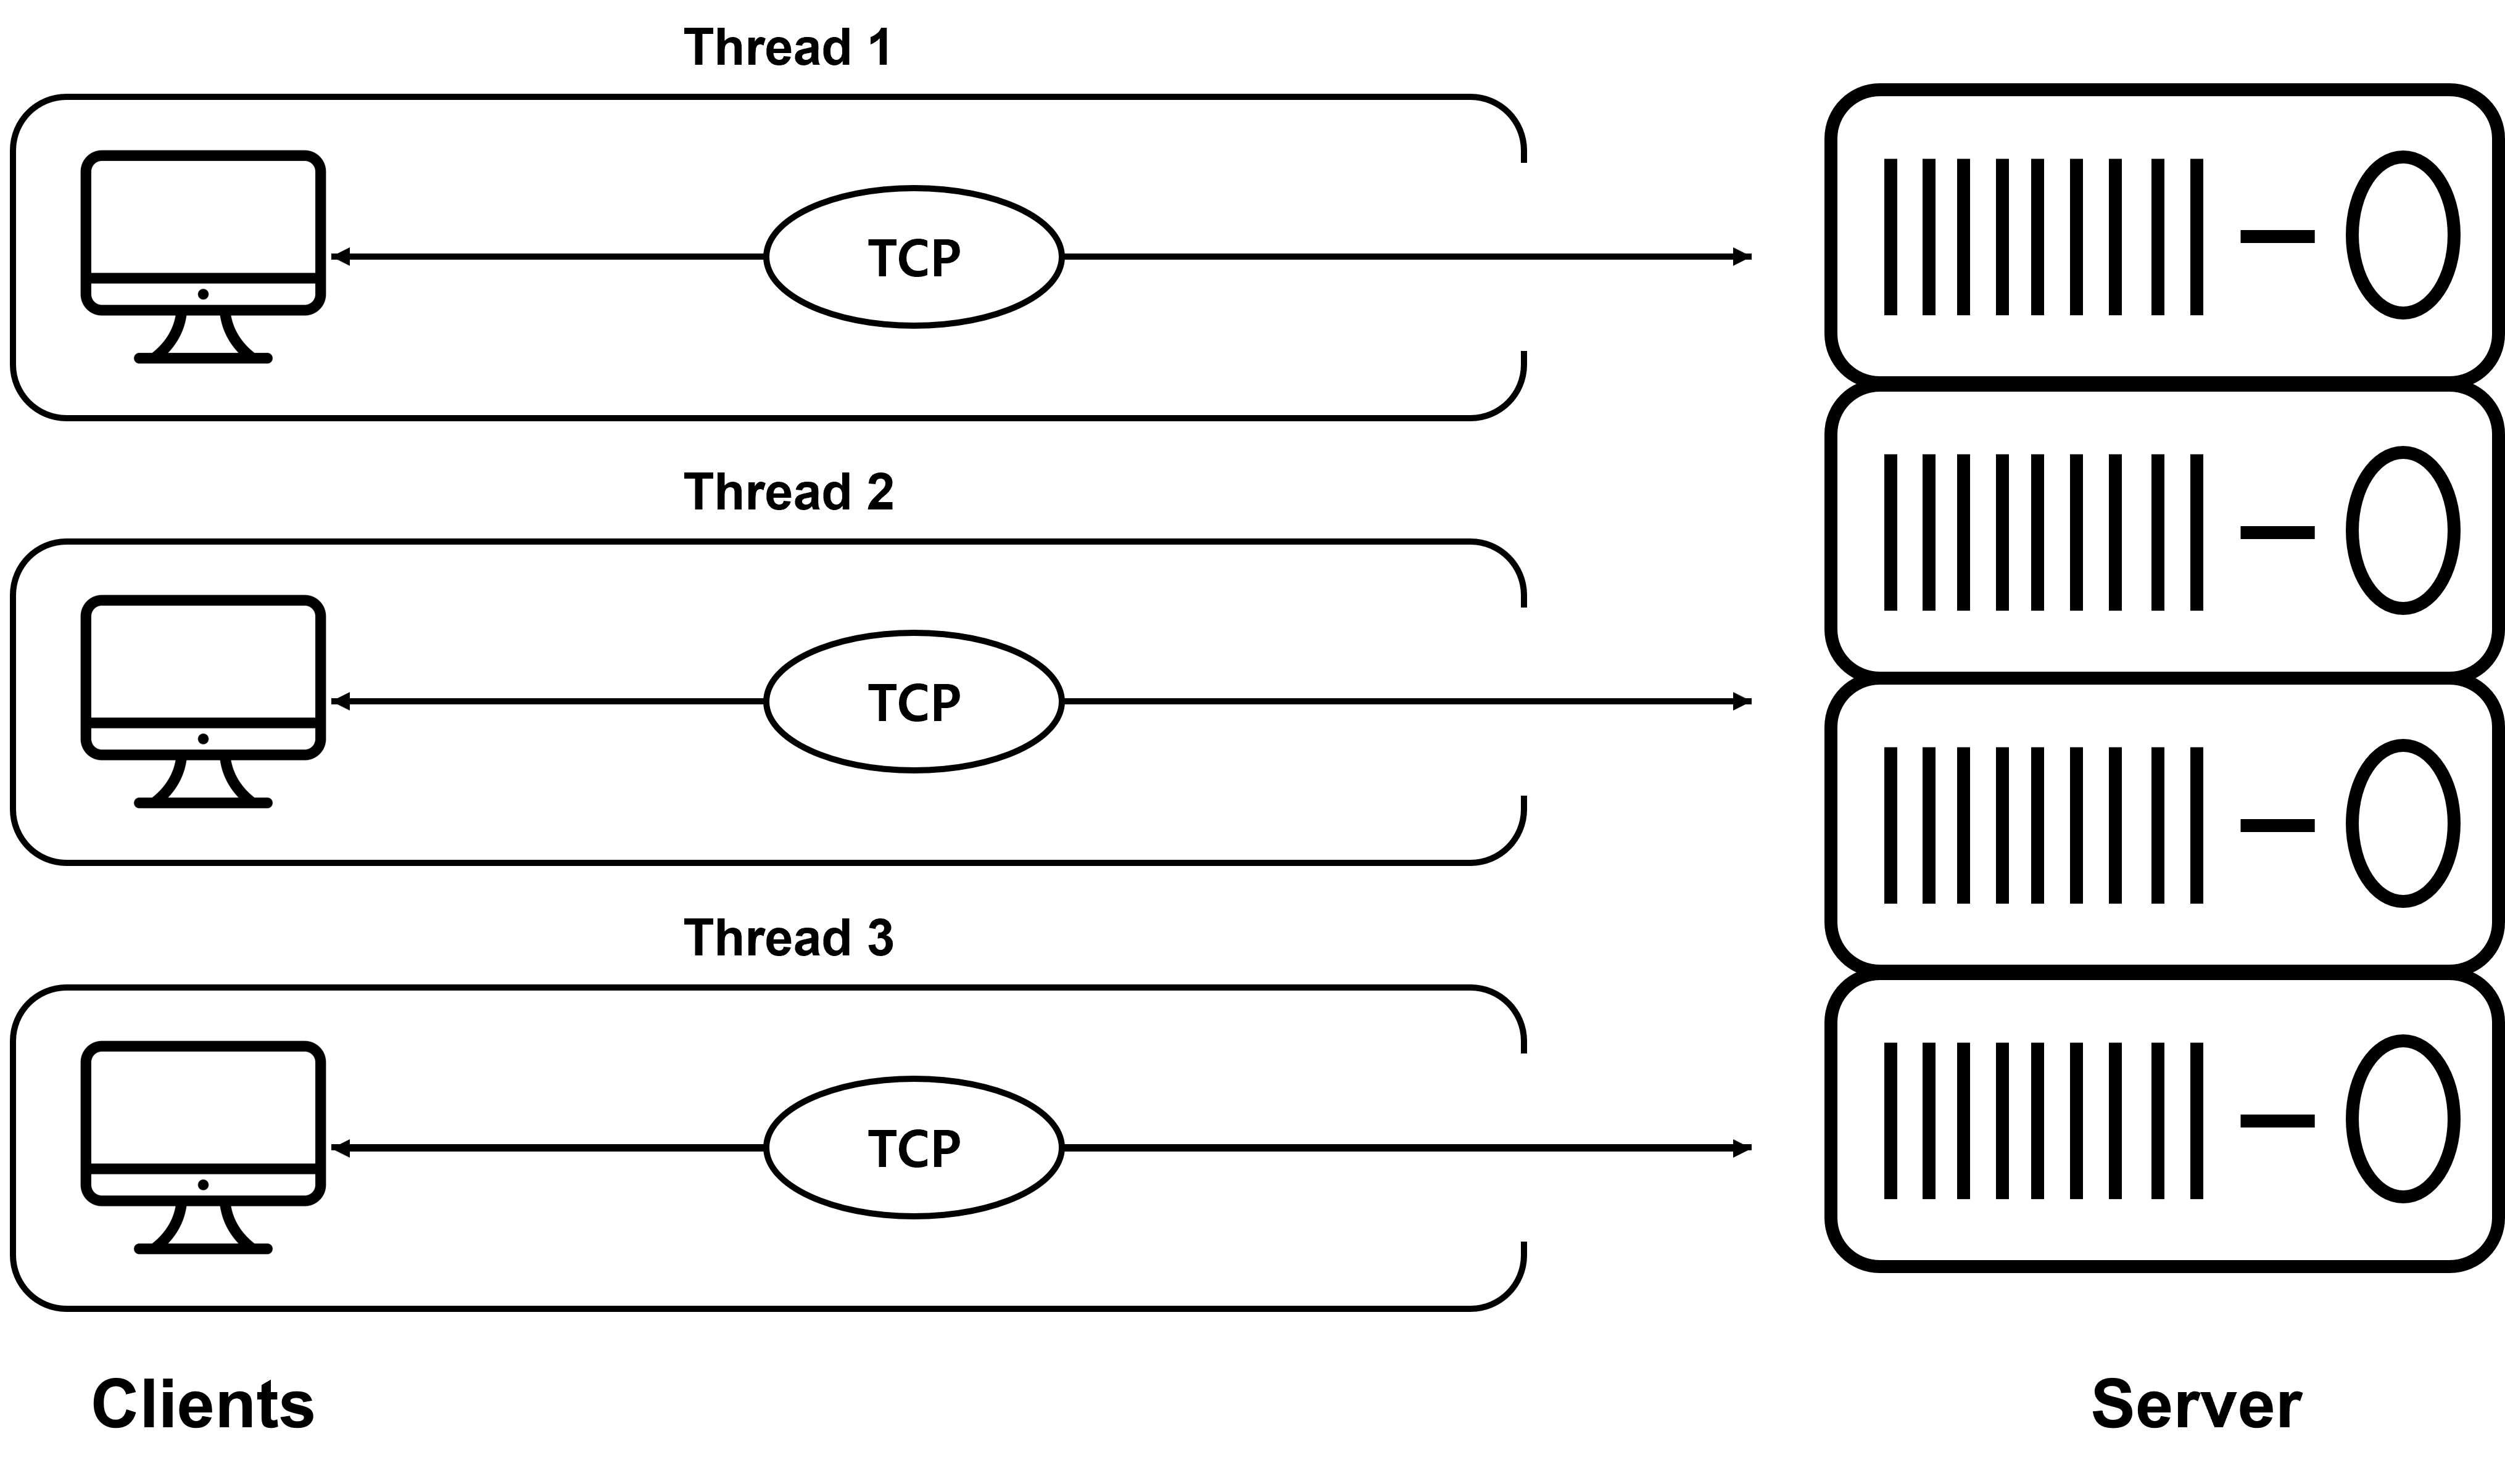 Thread 1
TCP
Thread 2
TCP
Thread 3
TCP
Clients
Server